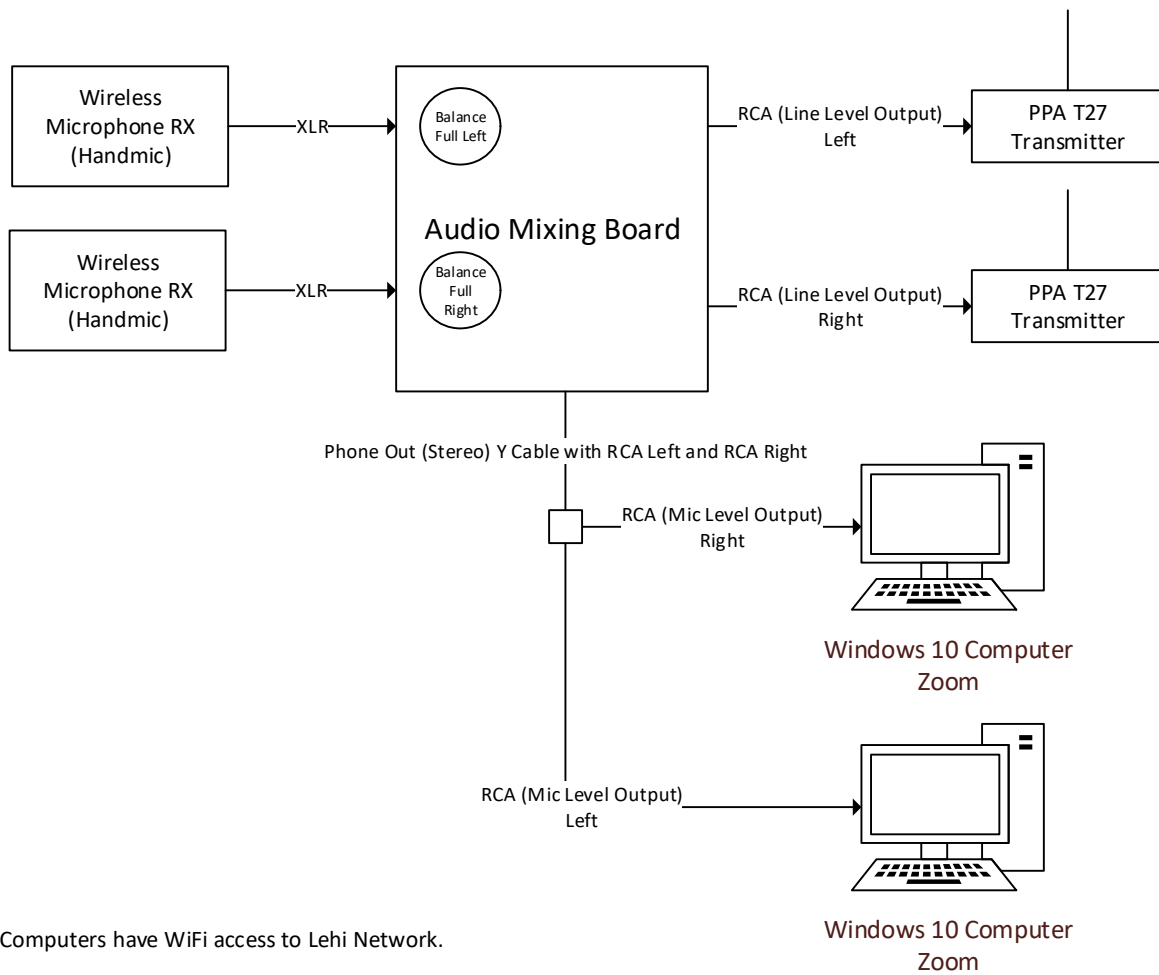 Wireless
Microphone RX
(Handmic)
XLR
Balance
Full Left
RCA (Line Level Output)
Left
PPA T27
Transmitter
Audio Mixing Board
Wireless
Microphone RX
(Handmic)
XLR
Balance
Full
Right
RCA (Line Level Output)
Right
PPA T27
Transmitter
Phone Out (Stereo) Y Cable with RCA Left and RCA Right
RCA (Mic Level Output)
Right
Windows 10 Computer
Zoom
RCA (Mic Level Output)
Left
Windows 10 Computer
Zoom
Computers have WiFi access to Lehi Network.